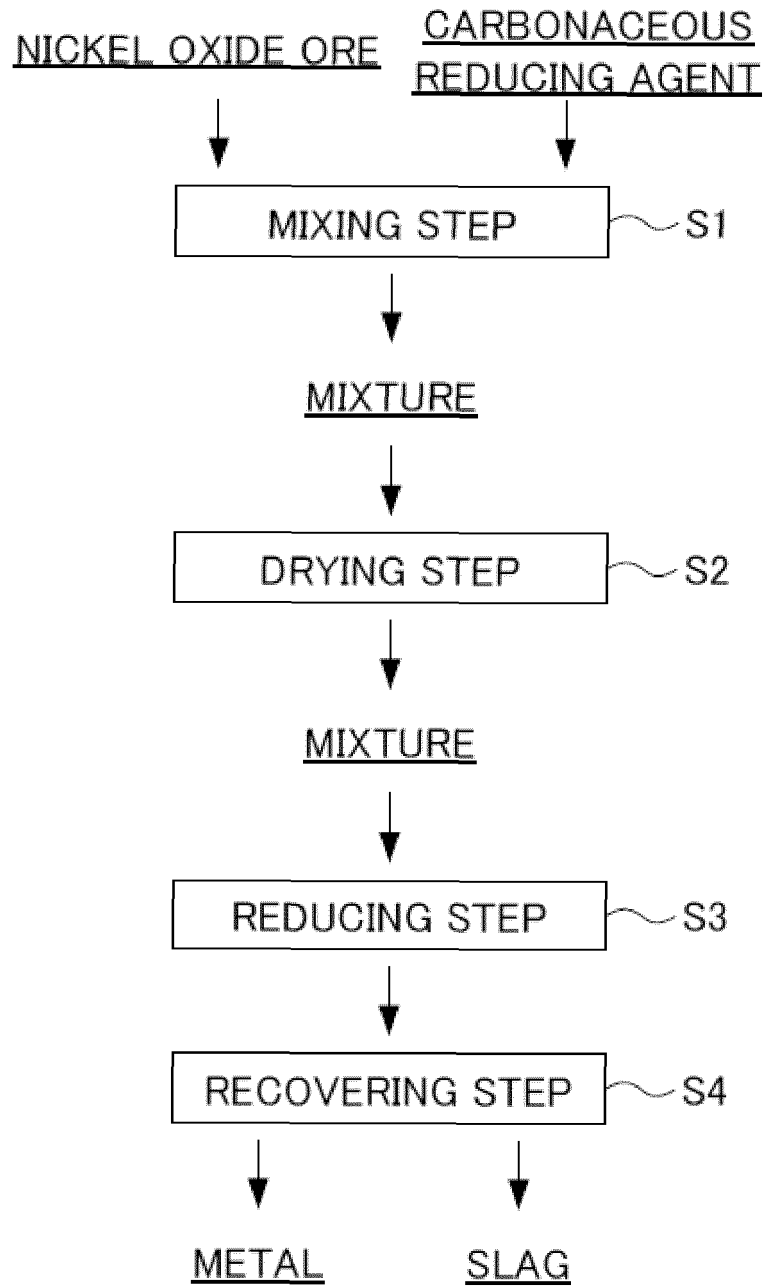 NICKEL OXIDE ORE
CARBONACEOUS
REDUCING AGENT
MIXING STEP
S1
MIXTURE
DRYING STEP
S2
MIXTURE
REDUCING STEP
S3
RECOVERING STEP
S4
METAL
SLAG